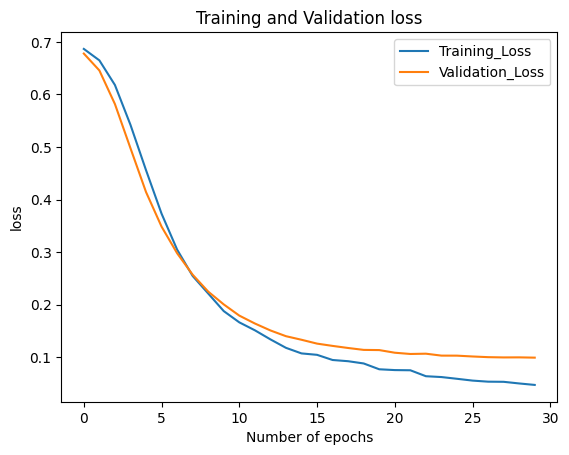 Training and Validation loss
Training_Loss
Validation_Loss
0.7
0.6
0.5
0.4
0.3
0.2
0.1
loss
0 5 10 15 20 25 30
Number of epochs